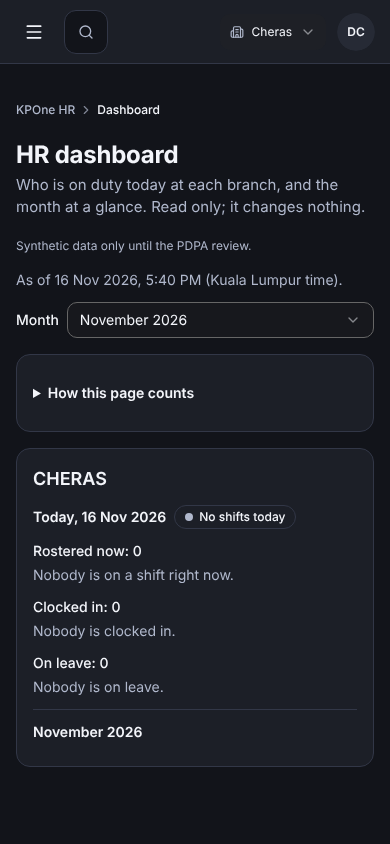 Cheras
DC
KPOne HR > Dashboard
HR dashboard
Who is on duty today at each branch, and the
month at a glance. Read only; it changes nothing.
Synthetic data only until the PDPA review.
As of 16 Nov 2026, 5:40 PM (Kuala Lumpur time).
Month
November 2026
How this page counts
CHERAS
Today, 16 Nov 2026
No shifts today
Rostered now: 0
Nobody is on a shift right now.
Clocked in: 0
Nobody is clocked in.
On leave: 0
Nobody is on leave.
November 2026